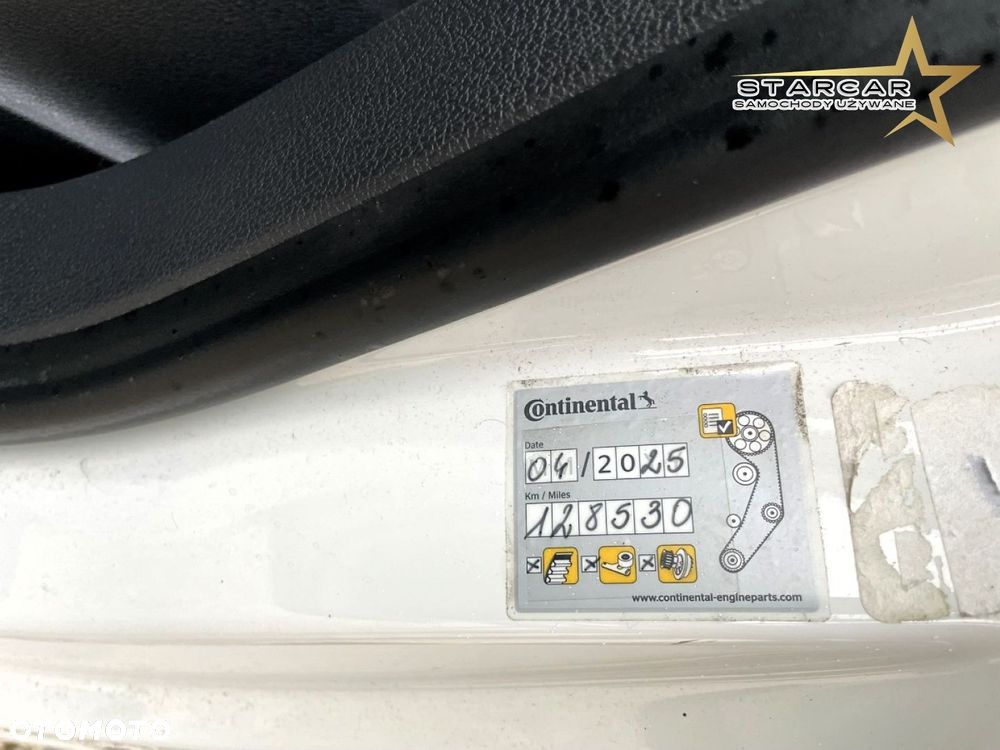 STARCAR
SAMOCHODY UŻYWANE
Continental
Date
04/2025
Km / Miles
128530
www.continental-engineparts.com
OTOMOTO